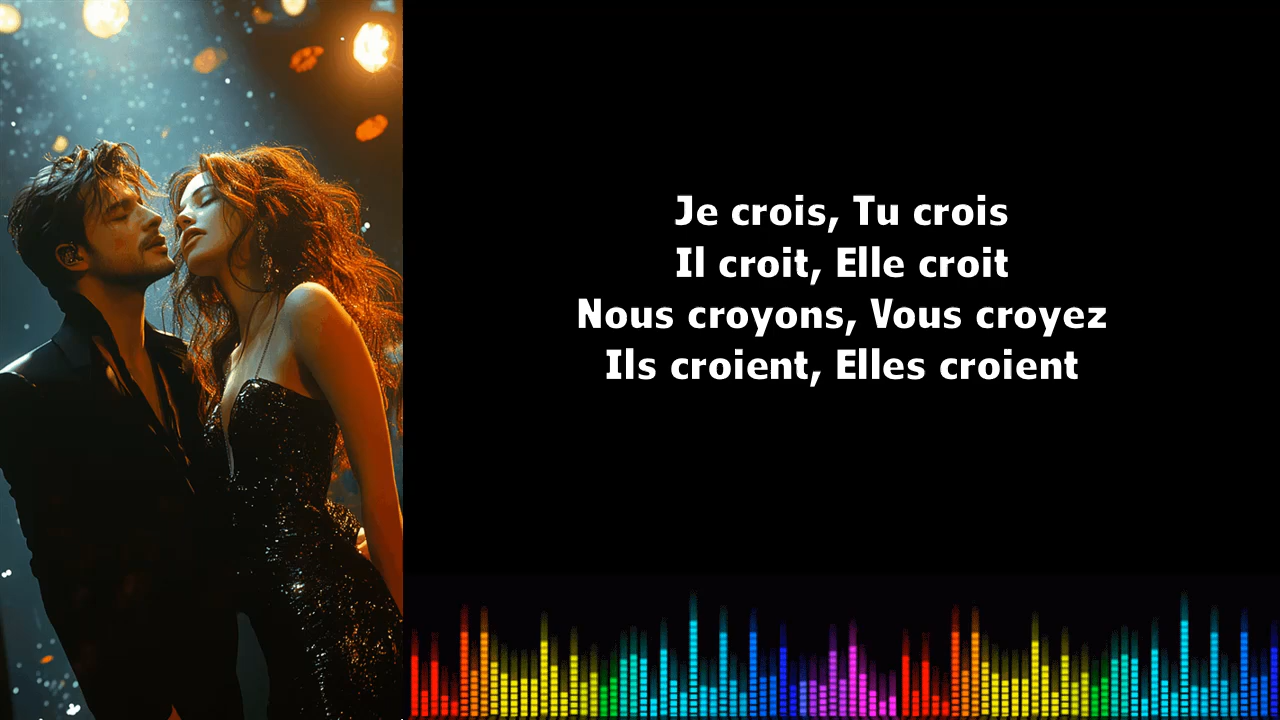 Je crois, Tu crois
Il croit, Elle croit
Nous croyons, Vous croyez
Ils croient, Elles croient